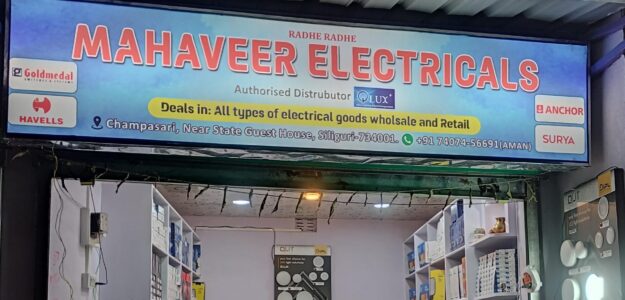 RADHE RADHE
MAHAVEER ELECTRICALS
Goldmedal
Authorised Distrubutor LUX+
HAVELLS
ANCHOR
SURYA
Deals in: All types of electrical goods wholsale and Retail
Champasari, Near State Guest House, Siliguri-734001. +91 74074-56691(AMAN)